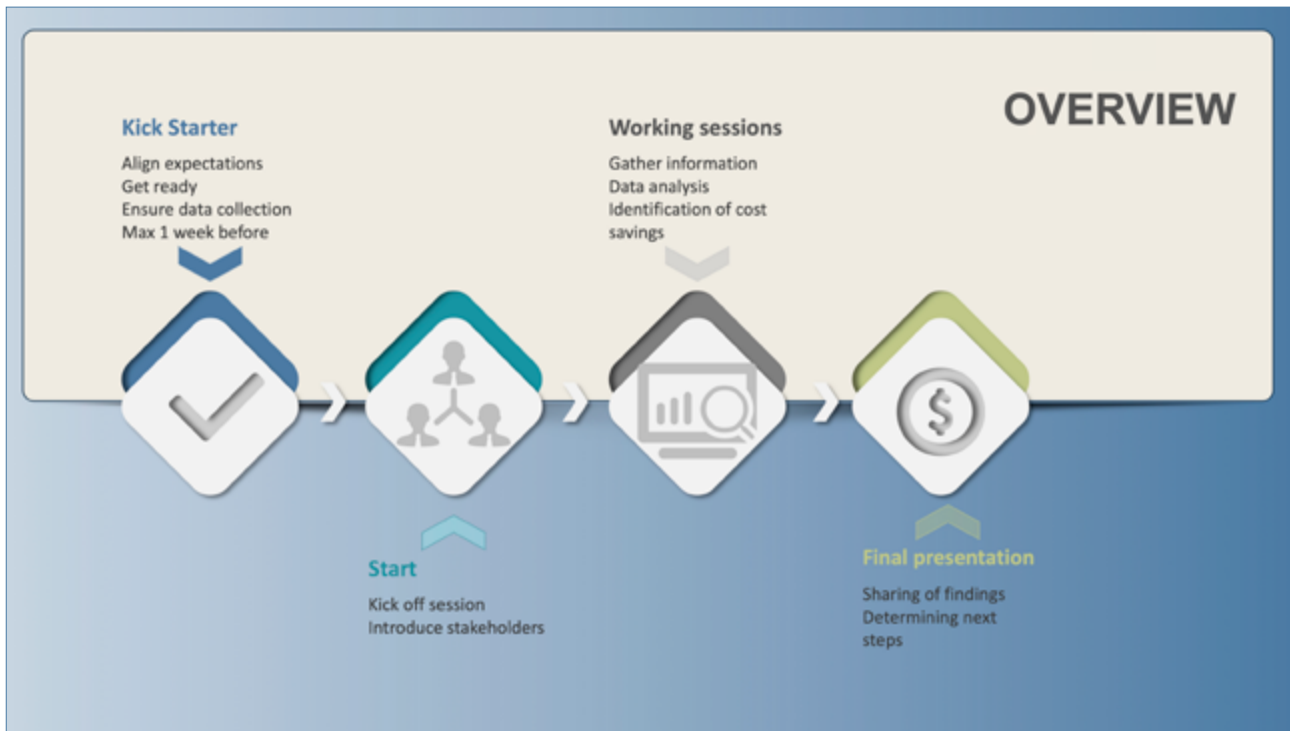 OVERVIEW
Kick Starter
Align expectations
Get ready
Ensure data collection
Max 1 week before
Start
Kick off session
Introduce stakeholders
Working sessions
Gather information
Data analysis
Identification of cost
savings
Final presentation
Sharing of findings
Determining next
steps
$